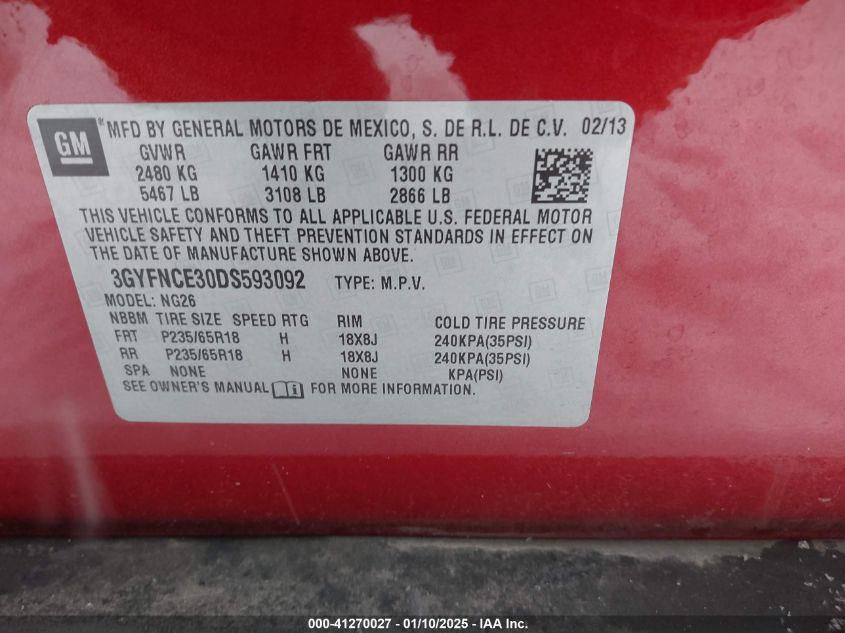 GM
MFD BY GENERAL MOTORS DE MEXICO, S. DE R.L. DE C.V. 02/13
GVWR GAWR FRT GAWR RR
2480 KG 1410 KG 1300 KG
5467 LB 3108 LB 2866 LB
THIS VEHICLE CONFORMS TO ALL APPLICABLE U.S. FEDERAL MOTOR
VEHICLE SAFETY AND THEFT PREVENTION STANDARDS IN EFFECT ON
THE DATE OF MANUFACTURE SHOWN ABOVE.
3GYFNCE30DS593092 TYPE: M.P.V.
MODEL: NG26
NBBM TIRE SIZE SPEED RTG RIM COLD TIRE PRESSURE
FRT P235/65R18 H 18X8J 240KPA(35PSI)
RR P235/65R18 H 18X8J 240KPA(35PSI)
SPA NONE NONE KPA(PSI)
SEE OWNER'S MANUAL FOR MORE INFORMATION.
000-41270027 - 01/10/2025 - IAA Inc.